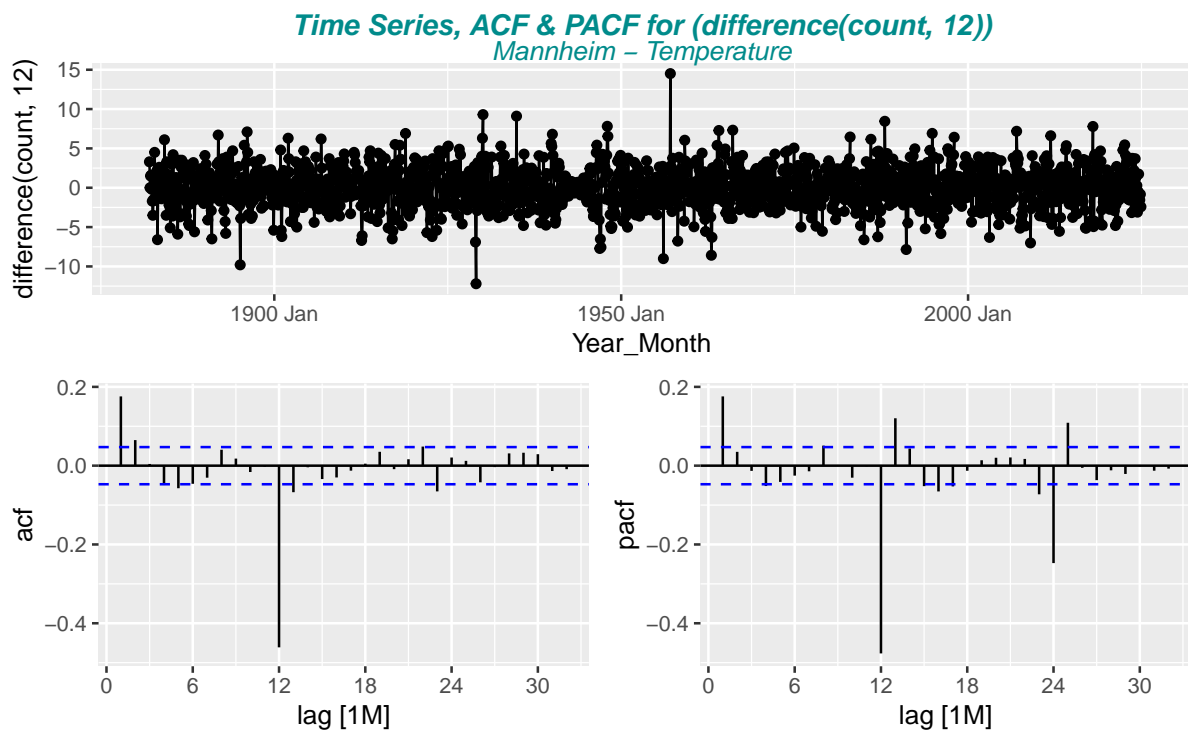 Time Series, ACF & PACF for (difference(count, 12))
Mannheim − Temperature
difference(count, 12)
15
10
5
0
−5
−10
1900 Jan 1950 Jan 2000 Jan
Year_Month
acf
0.2
0.0
−0.2
−0.4
0 6 12 18 24 30
lag [1M]
pacf
0.2
0.0
−0.2
−0.4
0 6 12 18 24 30
lag [1M]